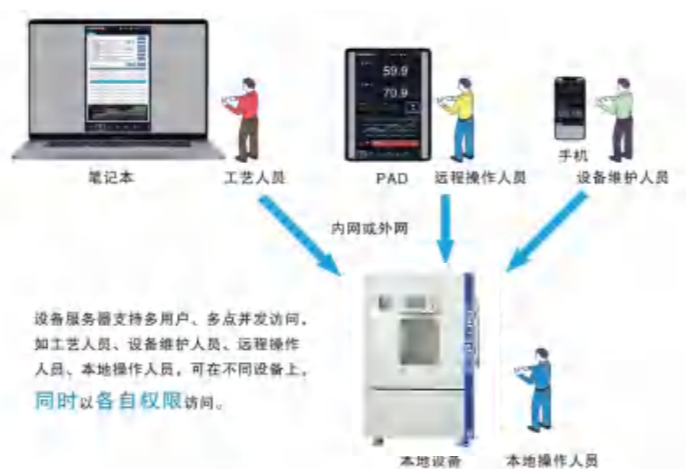 59.9
70.9
手机
笔记本
工艺人员
PAD
远程操作人员
设备维护人员
内网或外网
设备服务器支持多用户、多点并发访问,
如工艺人员、设备维护人员、远程操作
人员、本地操作人员,可在不同设备上,
同时以各自权限访问。
本地设备
本地操作人员